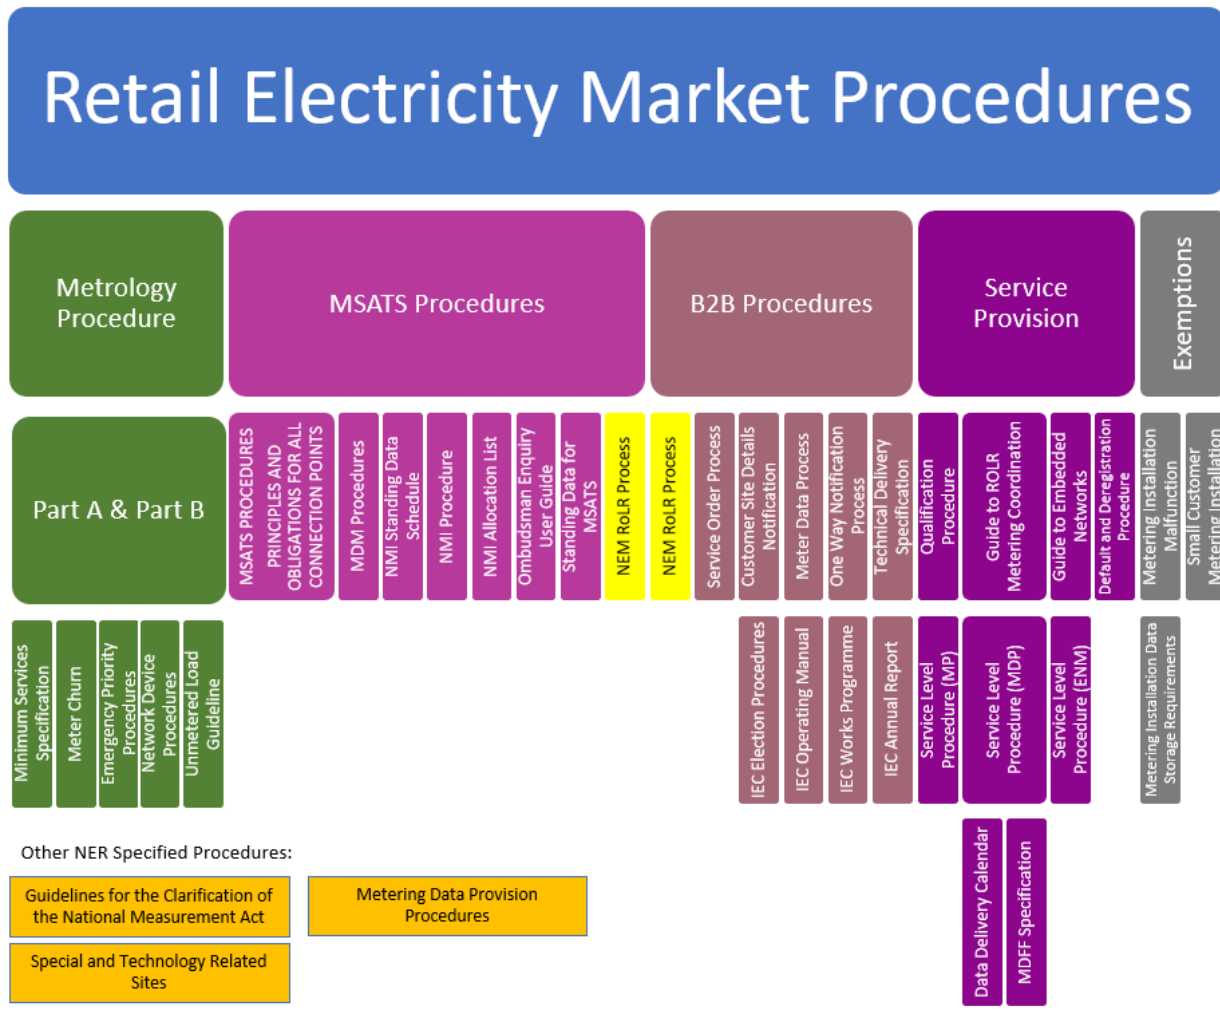 Retail Electricity Market Procedures
Metrology
Procedure
MSATS Procedures
B2B Procedures
Service
Provision
Exemptions
Part A & Part B
MSATS PROCEDURES
PRINCIPLES AND
OBLIGATIONS FOR ALL
CONNECTION POINTS
MDM Procedures
NMI Standing Data
Schedule
NMI Procedure
NMI Allocation List
Ombudsman Enquiry
User Guide
Standing Data for
MSATS
NEM RoLR Process
NEM RoLR Process
Service Order Process
Customer Site Details
Notification
Meter Data Process
One Way Notification
Process
Technical Delivery
Specification
Qualification
Procedure
Guide to ROLR
Metering Coordination
Guide to Embedded
Networks
Default and Deregistration
Procedure
Metering Installation
Malfunction
Small Customer
Metering Installation
Minimum Services
Specification
Meter Churn
Emergency Priority
Procedures
Network Device
Procedures
Unmetered Load
Guideline
IEC Election Procedures
IEC Operating Manual
IEC Works Programme
IEC Annual Report
Service Level
Procedure (MP)
Service Level
Procedure (MDP)
Service Level
Procedure (ENM)
Metering Installation Data
Storage Requirements
Data Delivery Calendar
MDFF Specification
Other NER Specified Procedures:
Guidelines for the Clarification of
the National Measurement Act
Metering Data Provision
Procedures
Special and Technology Related
Sites